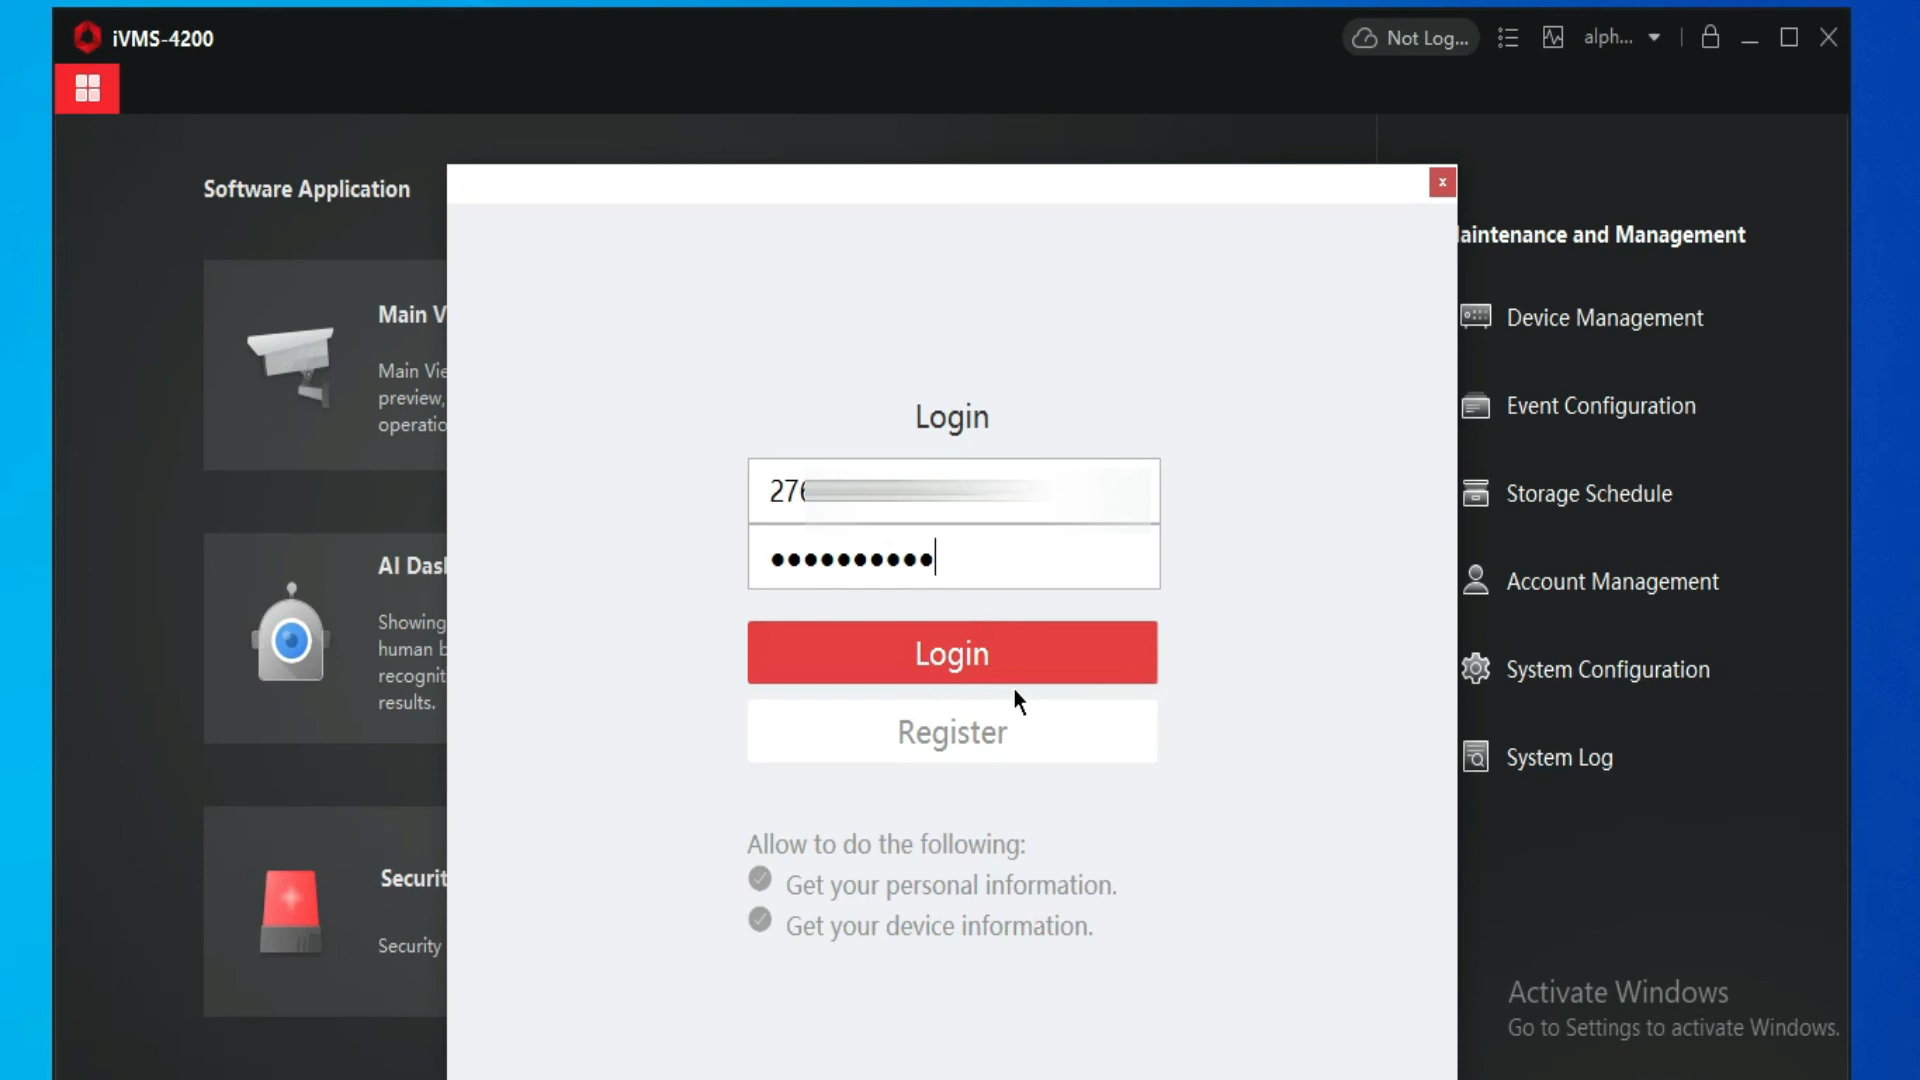 iVMS-4200
Not Log...
alph...
Software Application
Main V
Main Vie
preview,
operatio
AI Das
Showing
human b
recognit
results.
Securit
Security
x
Login
276
●●●●●●●●●●
Login
Register
Allow to do the following:
Get your personal information.
Get your device information.
aintenance and Management
Device Management
Event Configuration
Storage Schedule
Account Management
System Configuration
System Log
Activate Windows
Go to Settings to activate Windows.